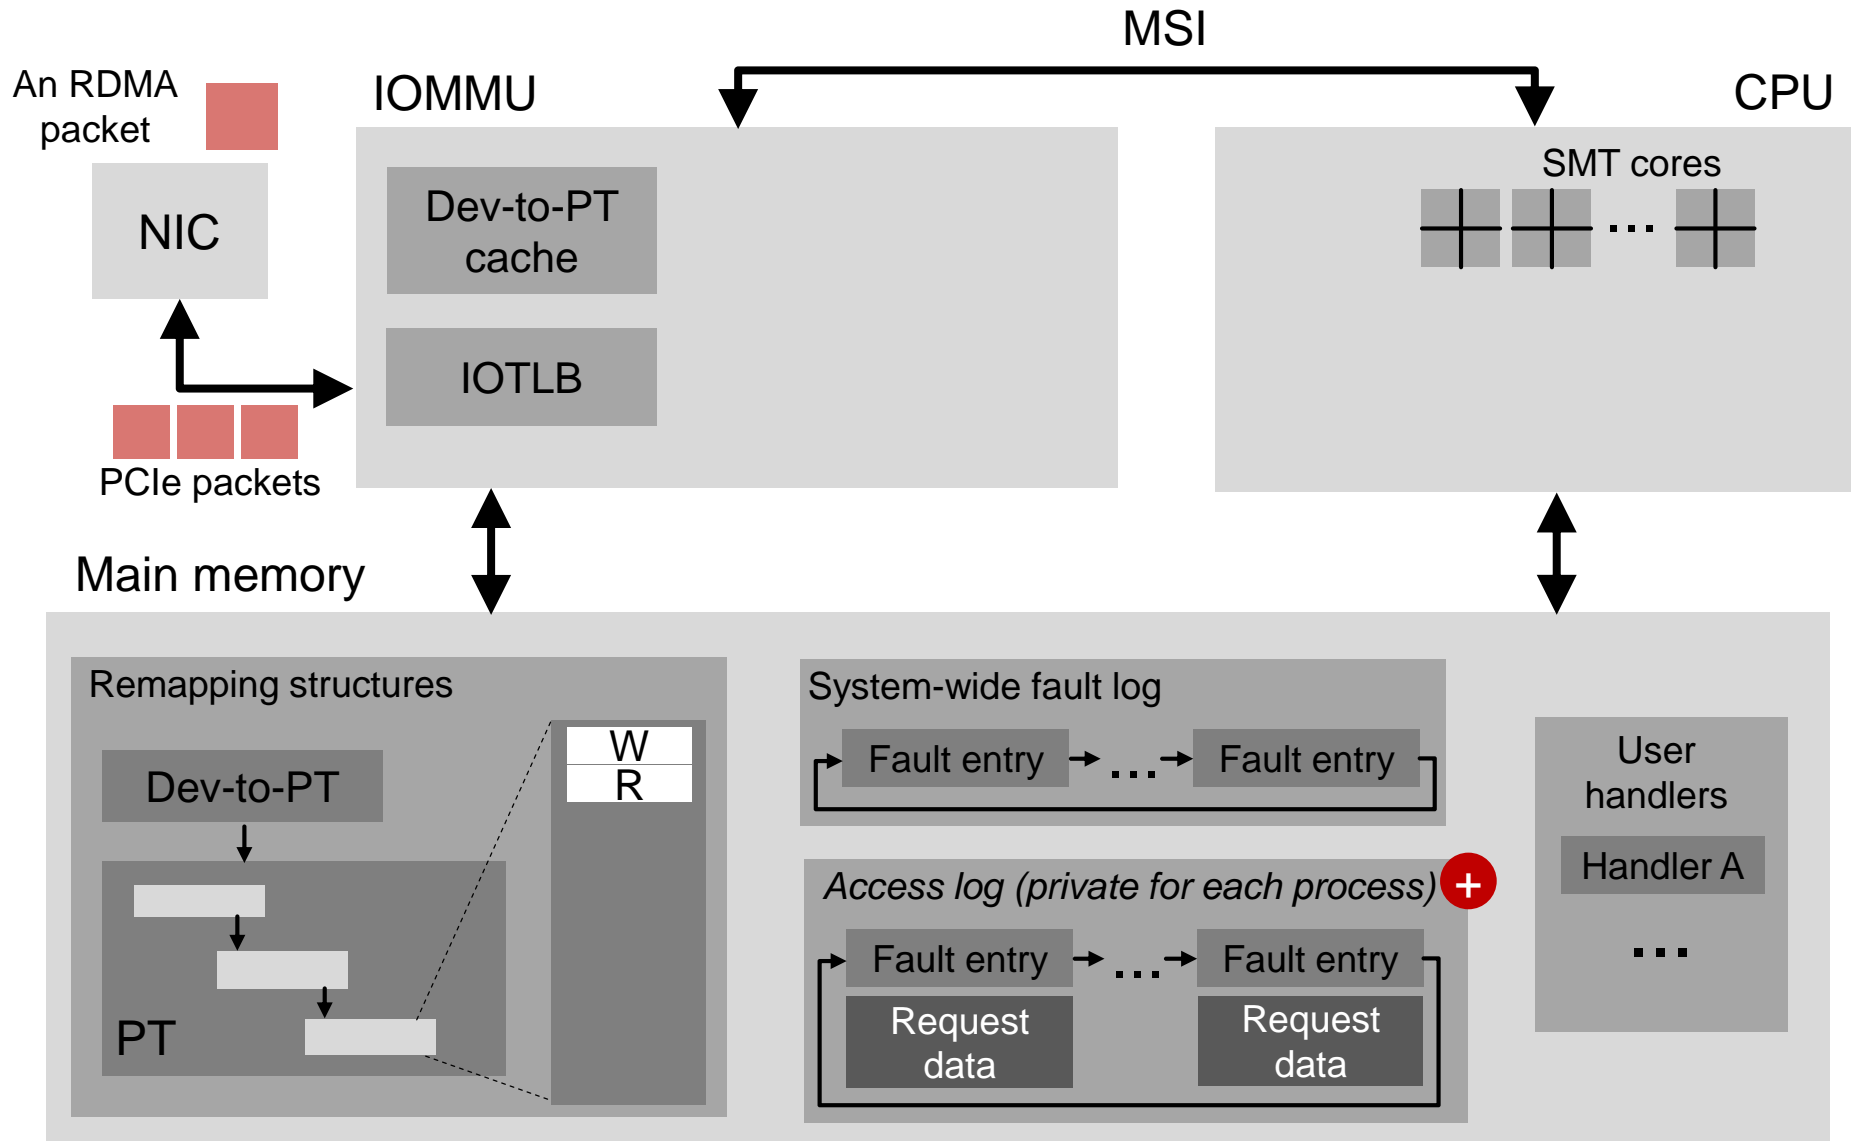 MSI
An RDMA
packet
IOMMU
CPU
SMT cores
...
NIC
Dev-to-PT
cache
IOTLB
PCIe packets
Main memory
Remapping structures
W
R
Dev-to-PT
PT
System-wide fault log
Fault entry
...
Fault entry
Access log (private for each process)
+
Fault entry
...
Fault entry
Request
data
Request
data
User
handlers
Handler A
...